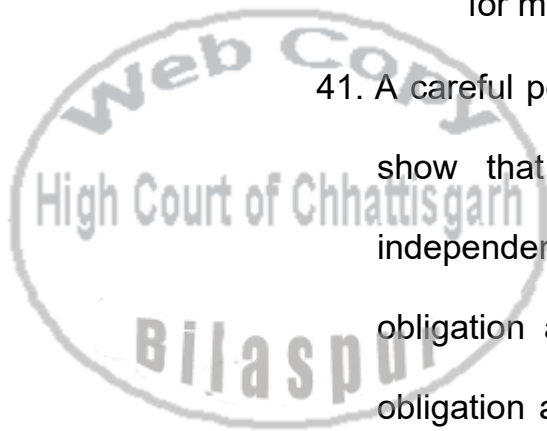 for m
Web Copy
41. A careful p
show that
High Court of Chhattisgarh
independen
Bilaspur
obligation a
obligation a